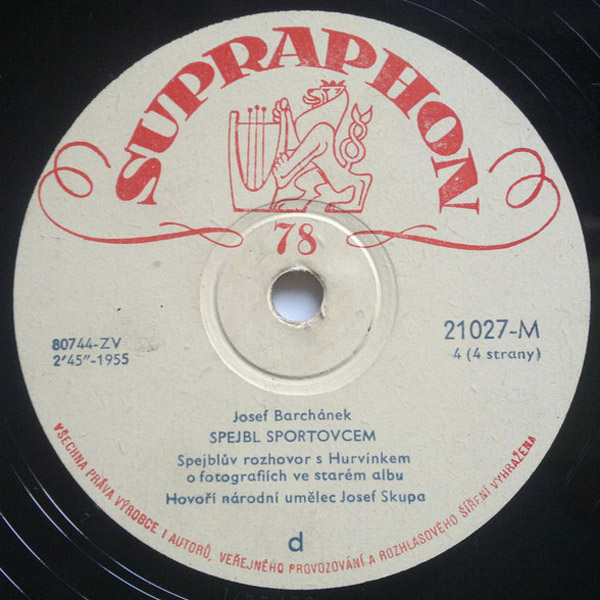 SUPRAPHON
78
80744-ZV
2'45"-1955
21027-M
4 (4 strany)
Josef Barchánek
SPEJBL SPORTOVCEM
Spejblův rozhovor s Hurvínkem
o fotografiích ve starém albu
Hovoří národní umělec Josef Skupa
d
VŠECHNA PRÁVA VÝROBCE I AUTORŮ, VEŘEJNÉHO PROVOZOVÁNÍ A ROZHLASOVÉHO ŠÍŘENÍ VYHRAŽENA